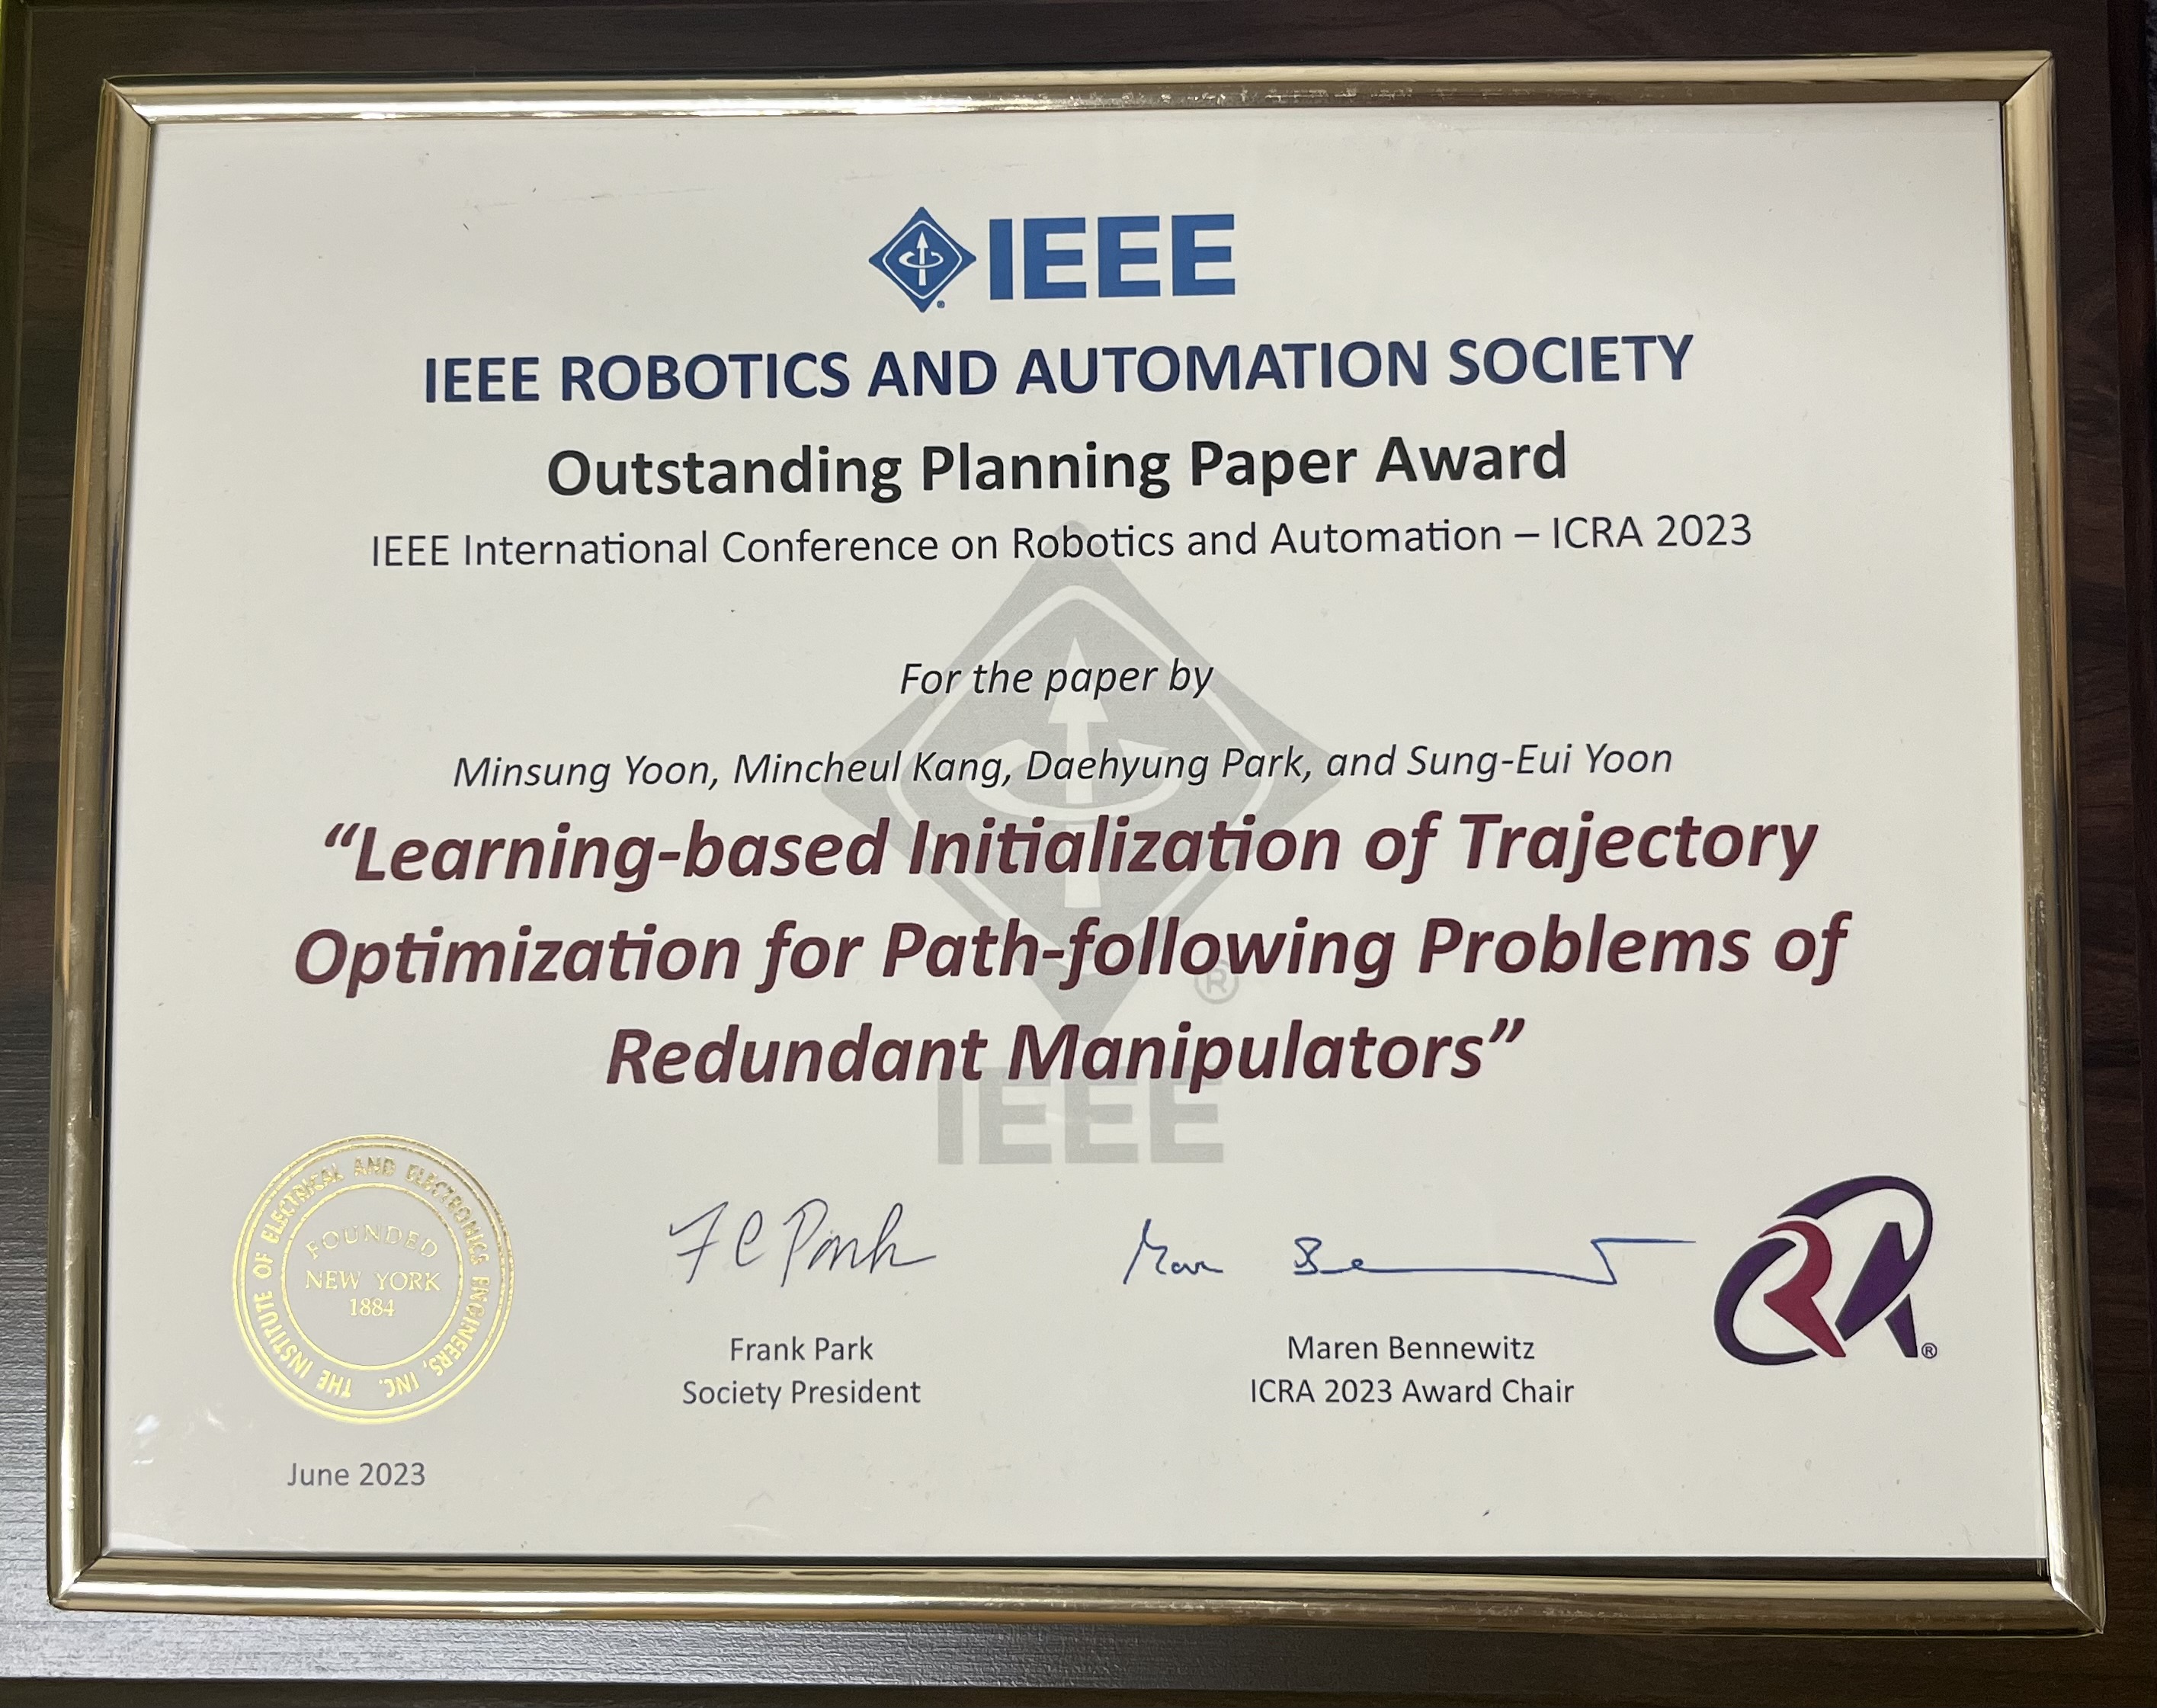 IEEE
IEEE ROBOTICS AND AUTOMATION SOCIETY
Outstanding Planning Paper Award
IEEE International Conference on Robotics and Automation – ICRA 2023
For the paper by
Minsung Yoon, Mincheul Kang, Daehyung Park, and Sung-Eui Yoon
“Learning-based Initialization of Trajectory
Optimization for Path-following Problems of
Redundant Manipulators”
®
IEEE
THE INSTITUTE OF ELECTRICAL AND ELECTRONICS ENGINEERS, INC.
FOUNDED
NEW YORK
1884
F C Park
Frank Park
Society President
Maren Bennewitz
ICRA 2023 Award Chair
RA®
June 2023